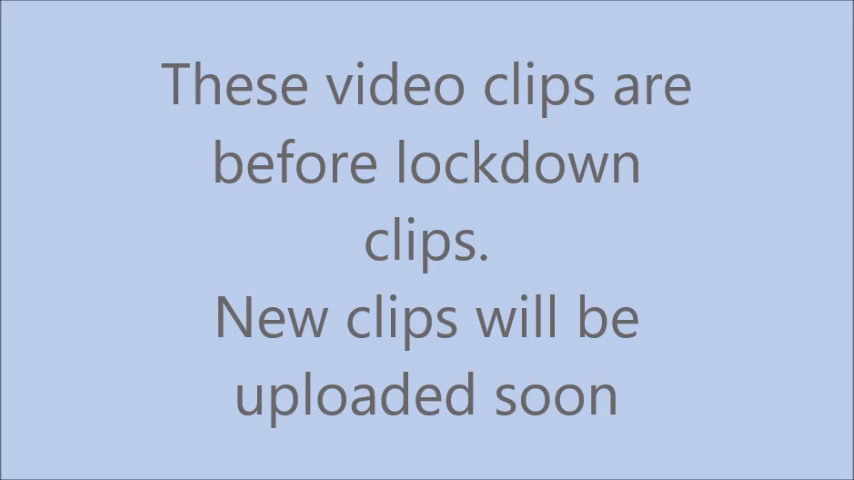 These video clips are
before lockdown
clips.
New clips will be
uploaded soon